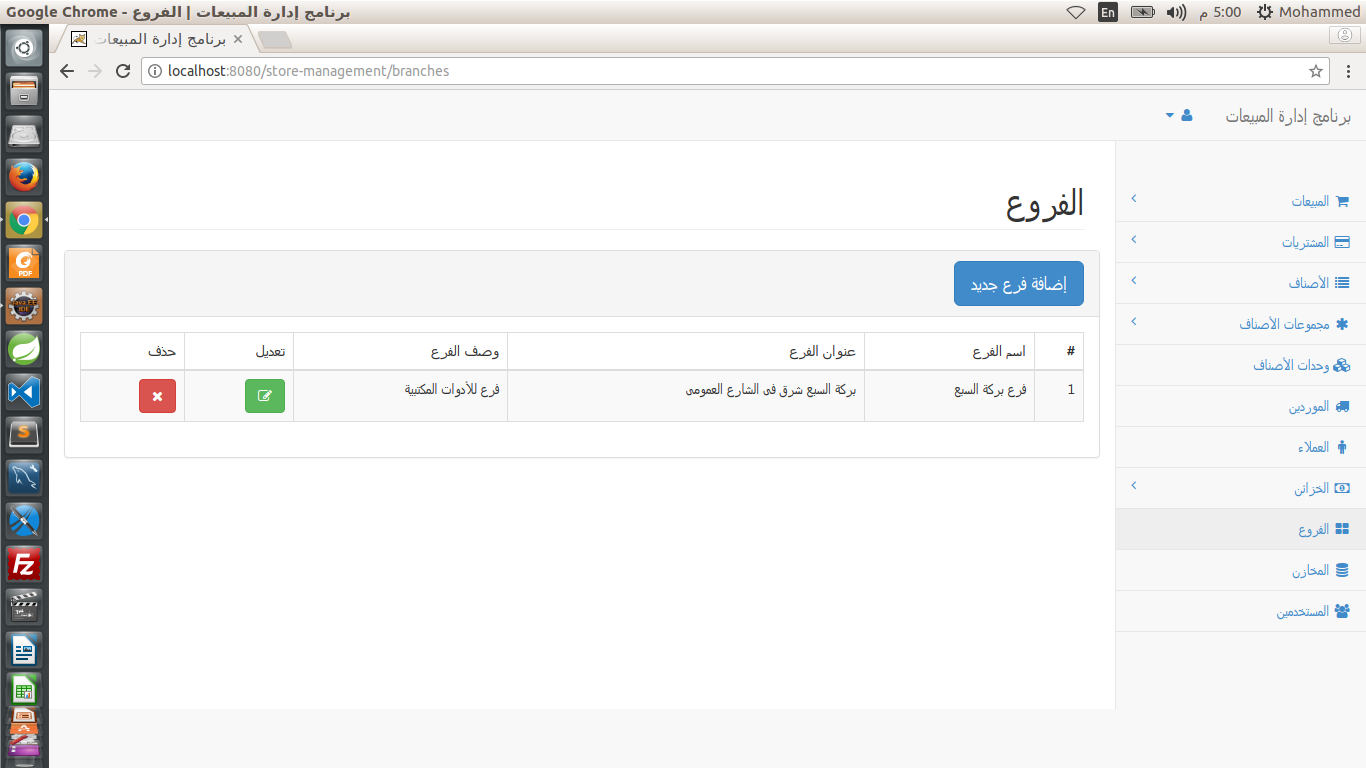 برنامج إدارة المبيعات | الفروع - Google Chrome
En
5:00 م
Mohammed
برنامج إدارة المبيعات
localhost:8080/store-management/branches
برنامج إدارة المبيعات
المبيعات
المشتريات
الأصناف
مجموعات الأصناف
وحدات الأصناف
الموردين
العملاء
الخزائن
الفروع
المخازن
المستخدمين
الفروع
إضافة فرع جديد
# اسم الفرع عنوان الفرع وصف الفرع تعديل حذف
1 فرع بركة السبع بركة السبع شرق فى الشارع العمومى فرع للأدوات المكتبية